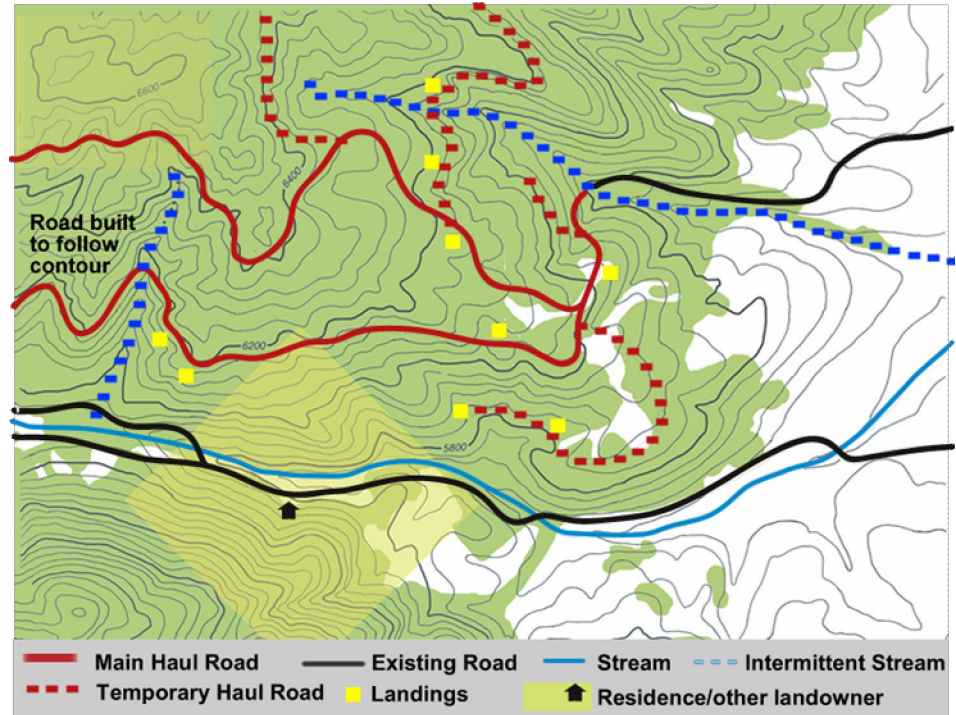 6600
6400
Road built
to follow
contour
6200
5800
Main Haul Road
Existing Road
Stream
Intermittent Stream
Temporary Haul Road
Landings
Residence/other landowner